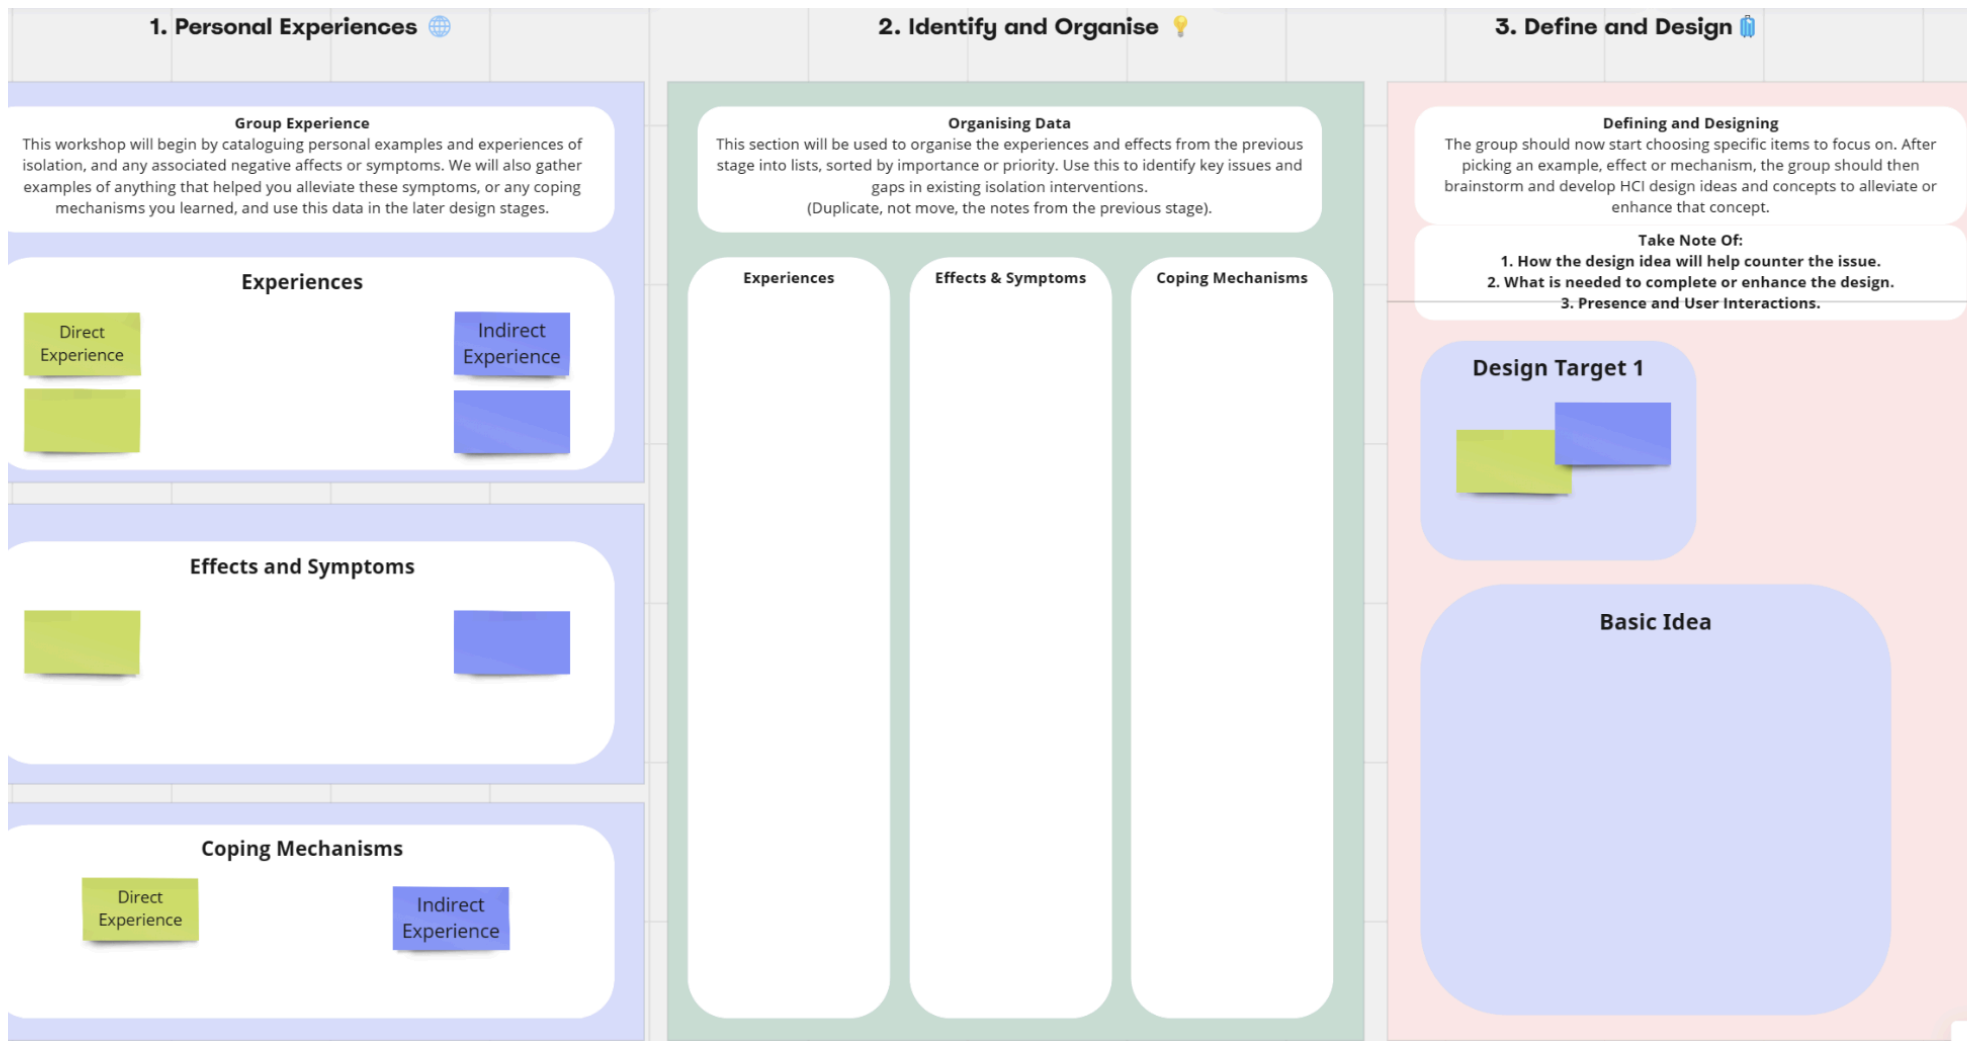 1. Personal Experiences
Group Experience
This workshop will begin by cataloguing personal examples and experiences of
isolation, and any associated negative affects or symptoms. We will also gather
examples of anything that helped you alleviate these symptoms, or any coping
mechanisms you learned, and use this data in the later design stages.
Experiences
Direct
Experience
Indirect
Experience
Effects and Symptoms
Coping Mechanisms
Direct
Experience
Indirect
Experience
2. Identify and Organise
Organising Data
This section will be used to organise the experiences and effects from the previous
stage into lists, sorted by importance or priority. Use this to identify key issues and
gaps in existing isolation interventions.
(Duplicate, not move, the notes from the previous stage).
Experiences
Effects & Symptoms
Coping Mechanisms
3. Define and Design
Defining and Designing
The group should now start choosing specific items to focus on. After
picking an example, effect or mechanism, the group should then
brainstorm and develop HCI design ideas and concepts to alleviate or
enhance that concept.
Take Note Of:
1. How the design idea will help counter the issue.
2. What is needed to complete or enhance the design.
3. Presence and User Interactions.
Design Target 1
Basic Idea